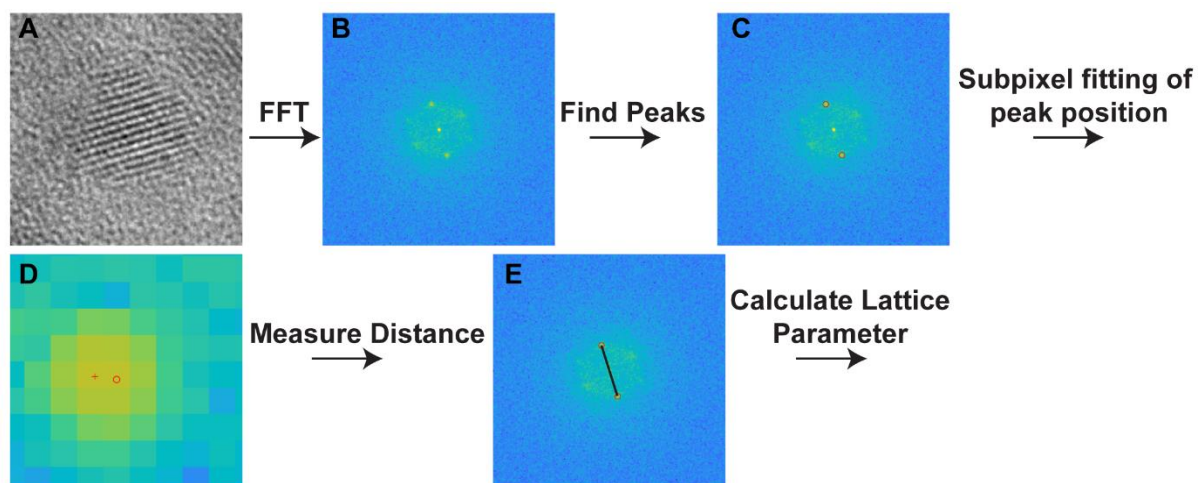 A
FFT
B
Find Peaks
C
Subpixel fitting of
peak position
D
Measure Distance
E
Calculate Lattice
Parameter